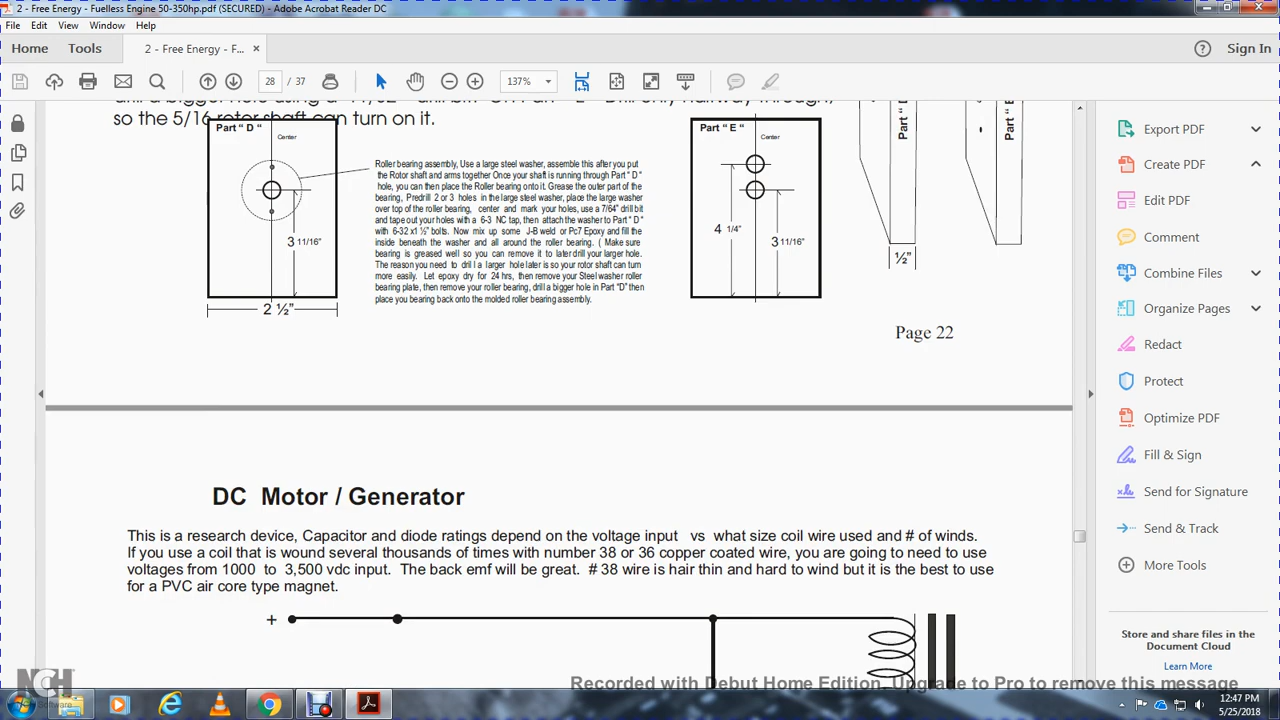 2 - Free Energy - Fuelless Engine 50-350hp.pdf (SECURED) - Adobe Acrobat Reader DC
File Edit View Window Help
Home Tools 2 - Free Energy - F... × Sign In
28 / 37 137%
so the 5/16 rotor shaft can turn on it.
Part " D "
Center
Part " E "
Center
Part " E
Roller bearing assembly, Use a large steel washer, assemble this after you put
the Rotor shaft and arms together Once your shaft is running through Part " D "
hole, you can then place the Roller bearing onto it. Grease the outer part of the
bearing, Predrill 2 or 3 holes in the large steel washer, place the large washer
over top of the roller bearing, center and mark your holes, use a 7/64" drill bit
and tape out your holes with a 6-3 NC tap, then attach the washer to Part " D "
with 6-32 x1 ½" bolts. Now mix up some J-B weld or Pc7 Epoxy and fill the
inside beneath the washer and all around the roller bearing. ( Make sure
bearing is greased well so you can remove it to later drill your larger hole.
The reason you need to dril l a larger hole later is so your rotor shaft can turn
more easily. Let epoxy dry for 24 hrs, then remove your Steel washer roller
bearing plate, then remove your roller bearing, drill a bigger hole in Part "D" then
place you bearing back onto the molded roller bearing assembly.
3 11/16"
2 ½"
4 1/4"
3 11/16"
½"
Page 22
DC Motor / Generator
This is a research device, Capacitor and diode ratings depend on the voltage input vs what size coil wire used and # of winds.
If you use a coil that is wound several thousands of times with number 38 or 36 copper coated wire, you are going to need to use
voltages from 1000 to 3,500 vdc input. The back emf will be great. # 38 wire is hair thin and hard to wind but it is the best to use
for a PVC air core type magnet.
+
Export PDF
Create PDF
Edit PDF
Comment
Combine Files
Organize Pages
Redact
Protect
Optimize PDF
Fill & Sign
Send for Signature
Send & Track
More Tools
Store and share files in the
Document Cloud
Learn More
NCH
Software
Recorded with Debut Home Edition. Upgrade to Pro to remove this message
12:47 PM
5/25/2018